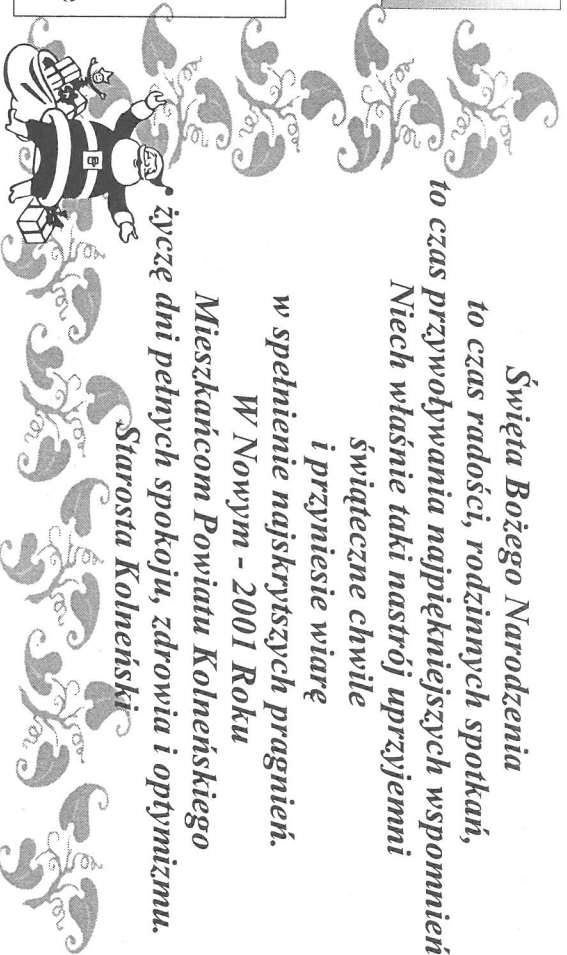 Święta Bożego Narodzenia
to czas radości, rodzinnych spotkań,
to czas przywoływania najpiękniejszych wspomnień
Niech właśnie taki nastrój uprzyjemni
świąteczne chwile
i przyniesie wiarę
w spełnienie najskrytszych pragnień.
W Nowym - 2001 Roku
Mieszkańcom Powiatu Kolneńskiego
życzę dni pełnych spokoju, zdrowia i optymizmu.
Starosta Kolneński